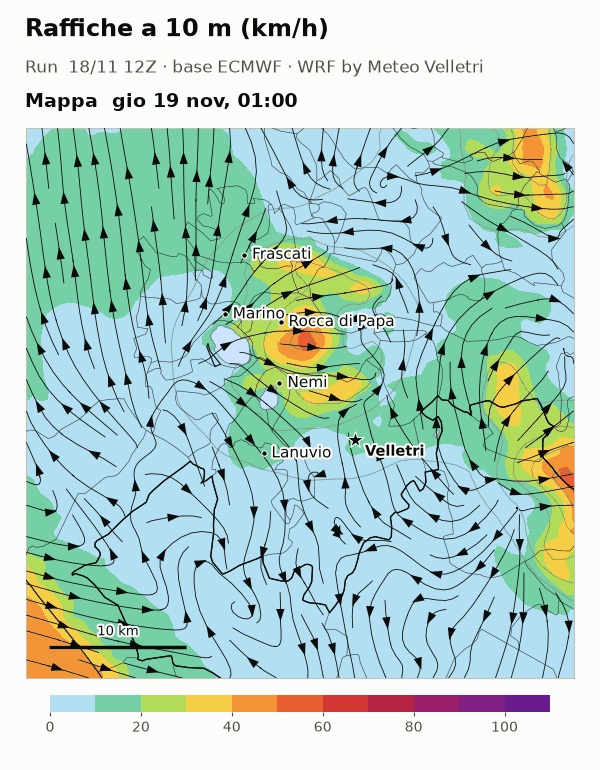 Raffiche a 10 m (km/h)
Run  18/11 12Z · base ECMWF · WRF by Meteo Velletri
Mappa  gio 19 nov, 01:00
Frascati
Marino
Rocca di Papa
Nemi
Velletri
Lanuvio
10 km
0 20 40 60 80 100